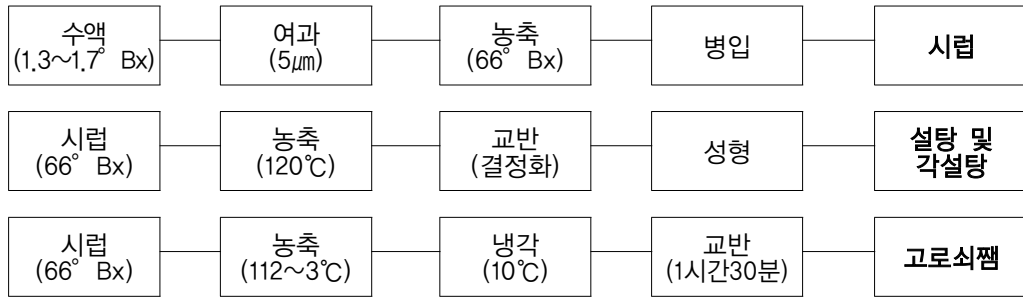 수액
(1.3~1.7° Bx)
여과
(5㎛)
농축
(66° Bx)
병입
시럽
시럽
(66° Bx)
농축
(120℃)
교반
(결정화)
성형
설탕 및
각설탕
시럽
(66° Bx)
농축
(112~3℃)
냉각
(10℃)
교반
(1시간30분)
고로쇠쨈